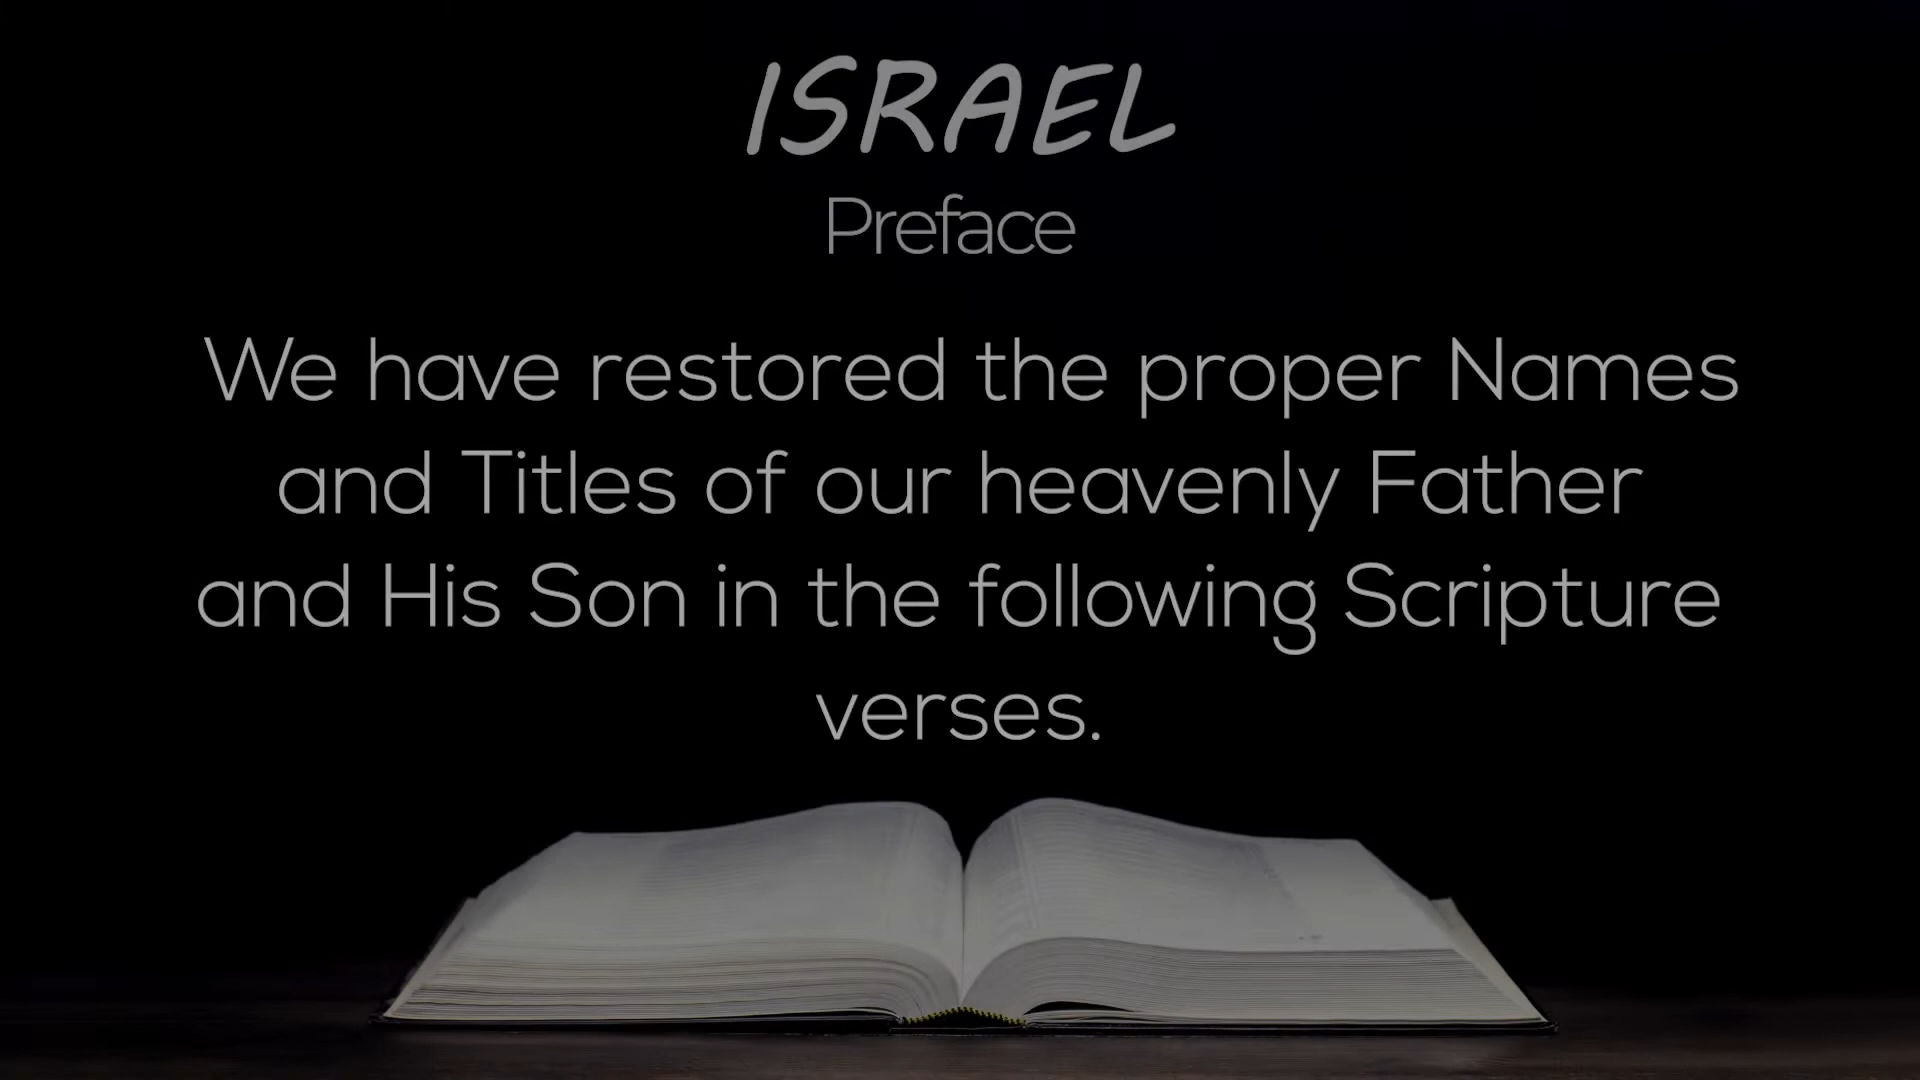 ISRAEL
Preface
We have restored the proper Names
and Titles of our heavenly Father
and His Son in the following Scripture
verses.